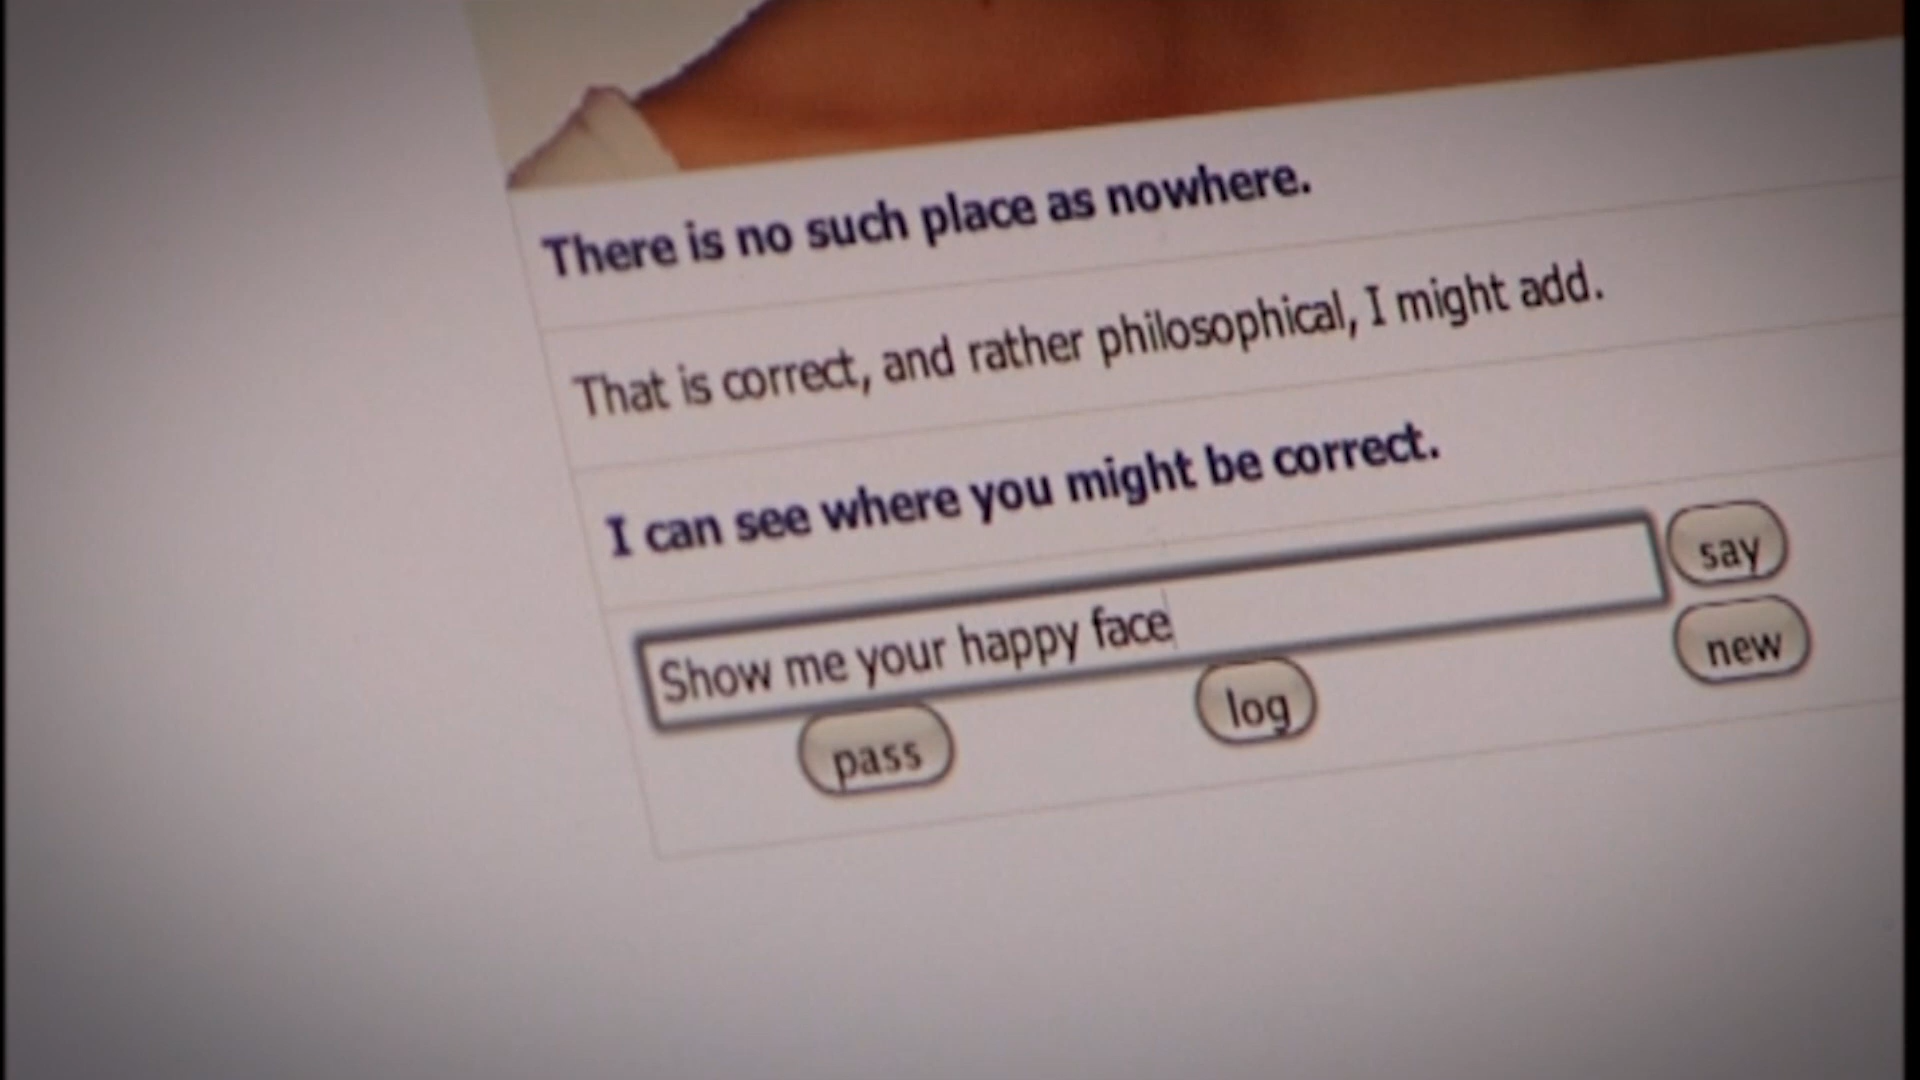 There is no such place as nowhere.
That is correct, and rather philosophical, I might add.
I can see where you might be correct.
Show me your happy face
say
new
pass
log